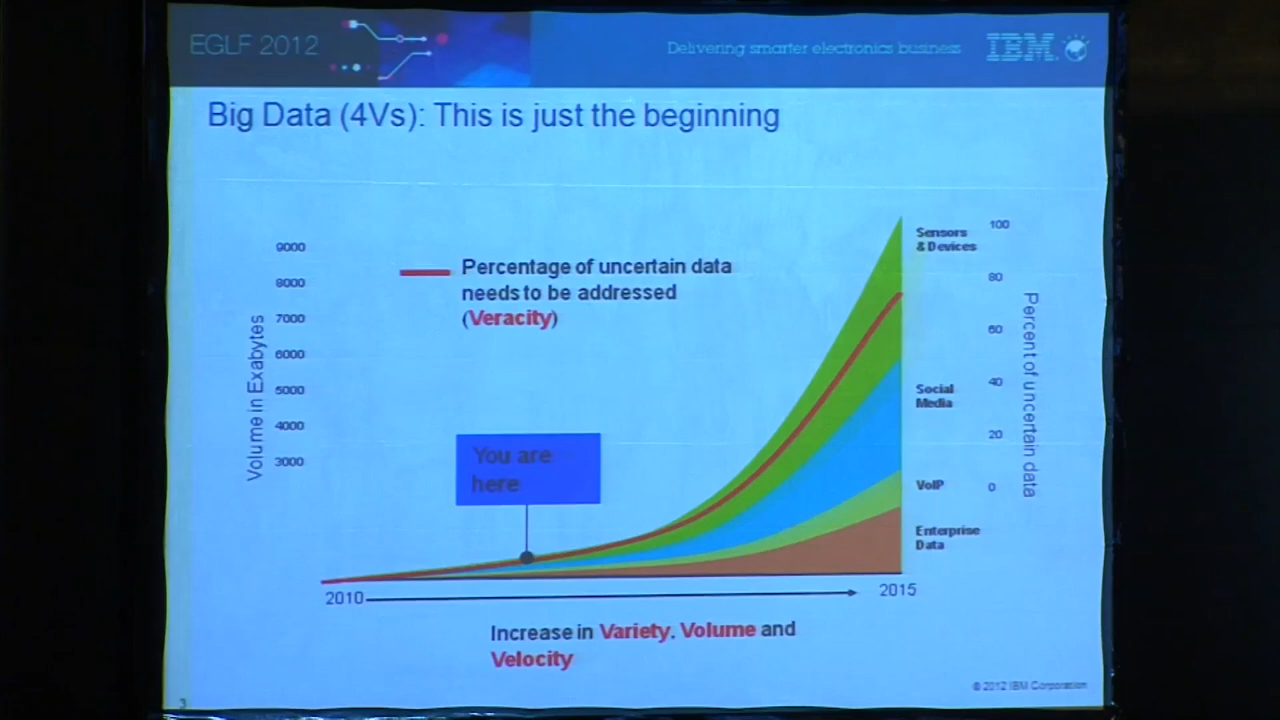 EGLF 2012
Delivering smarter electronics business
IBM
Big Data (4Vs): This is just the beginning
9000
8000
7000
6000
5000
4000
3000
Volume in Exabytes
Percentage of uncertain data
needs to be addressed
(Veracity)
You are
here
Sensors
& Devices
Social
Media
VoIP
Enterprise
Data
100
80
60
40
20
0
Percent of uncertain data
2010
2015
Increase in Variety, Volume and
Velocity
© 2012 IBM Corporation
3